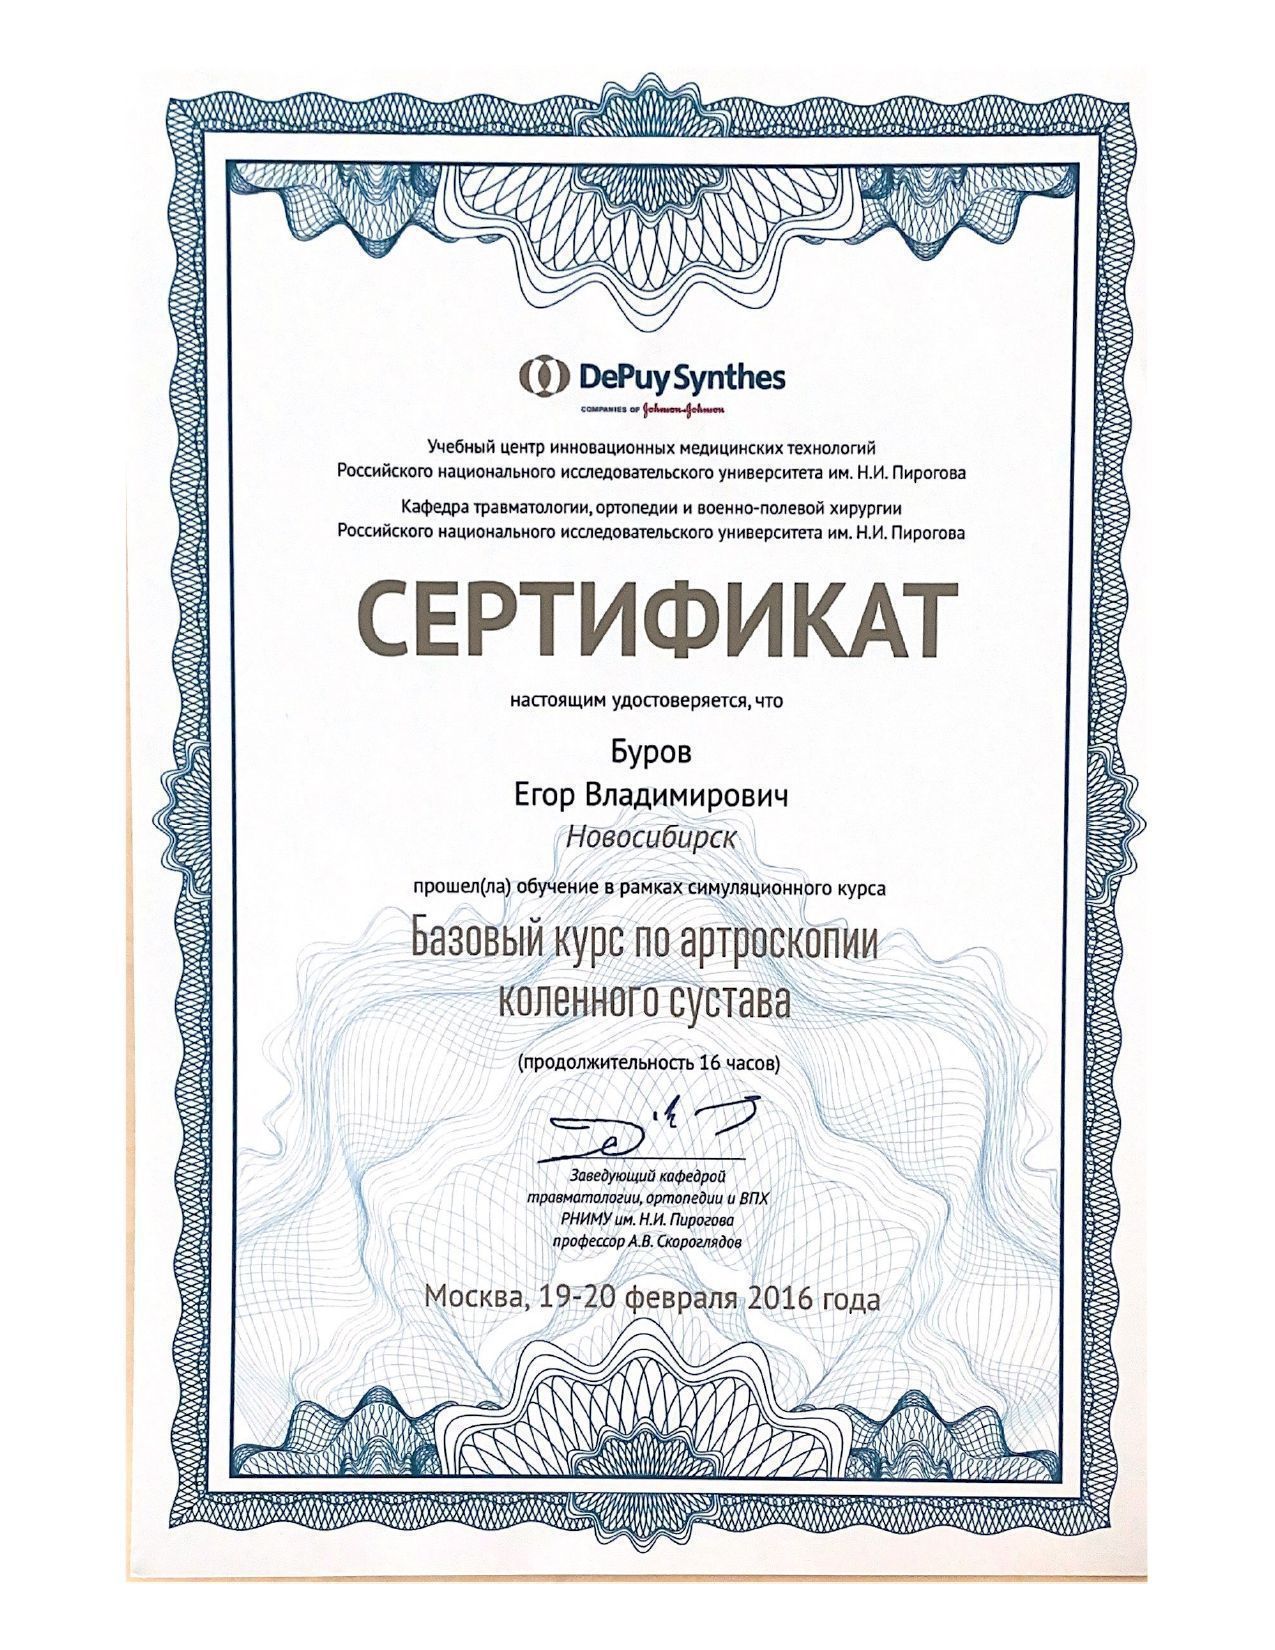 DePuy Synthes
COMPANIES OF Johnson & Johnson
Учебный центр инновационных медицинских технологий
Российского национального исследовательского университета им. Н.И. Пирогова
Кафедра травматологии, ортопедии и военно-полевой хирургии
Российского национального исследовательского университета им. Н.И. Пирогова
СЕРТИФИКАТ
настоящим удостоверяется, что
Буров
Егор Владимирович
Новосибирск
прошел(ла) обучение в рамках симуляционного курса
Базовый курс по артроскопии
коленного сустава
(продолжительность 16 часов)
Заведующий кафедрой
травматологии, ортопедии и ВПХ
РНИМУ им. Н.И. Пирогова
профессор А.В. Скороглядов
Москва, 19-20 февраля 2016 года